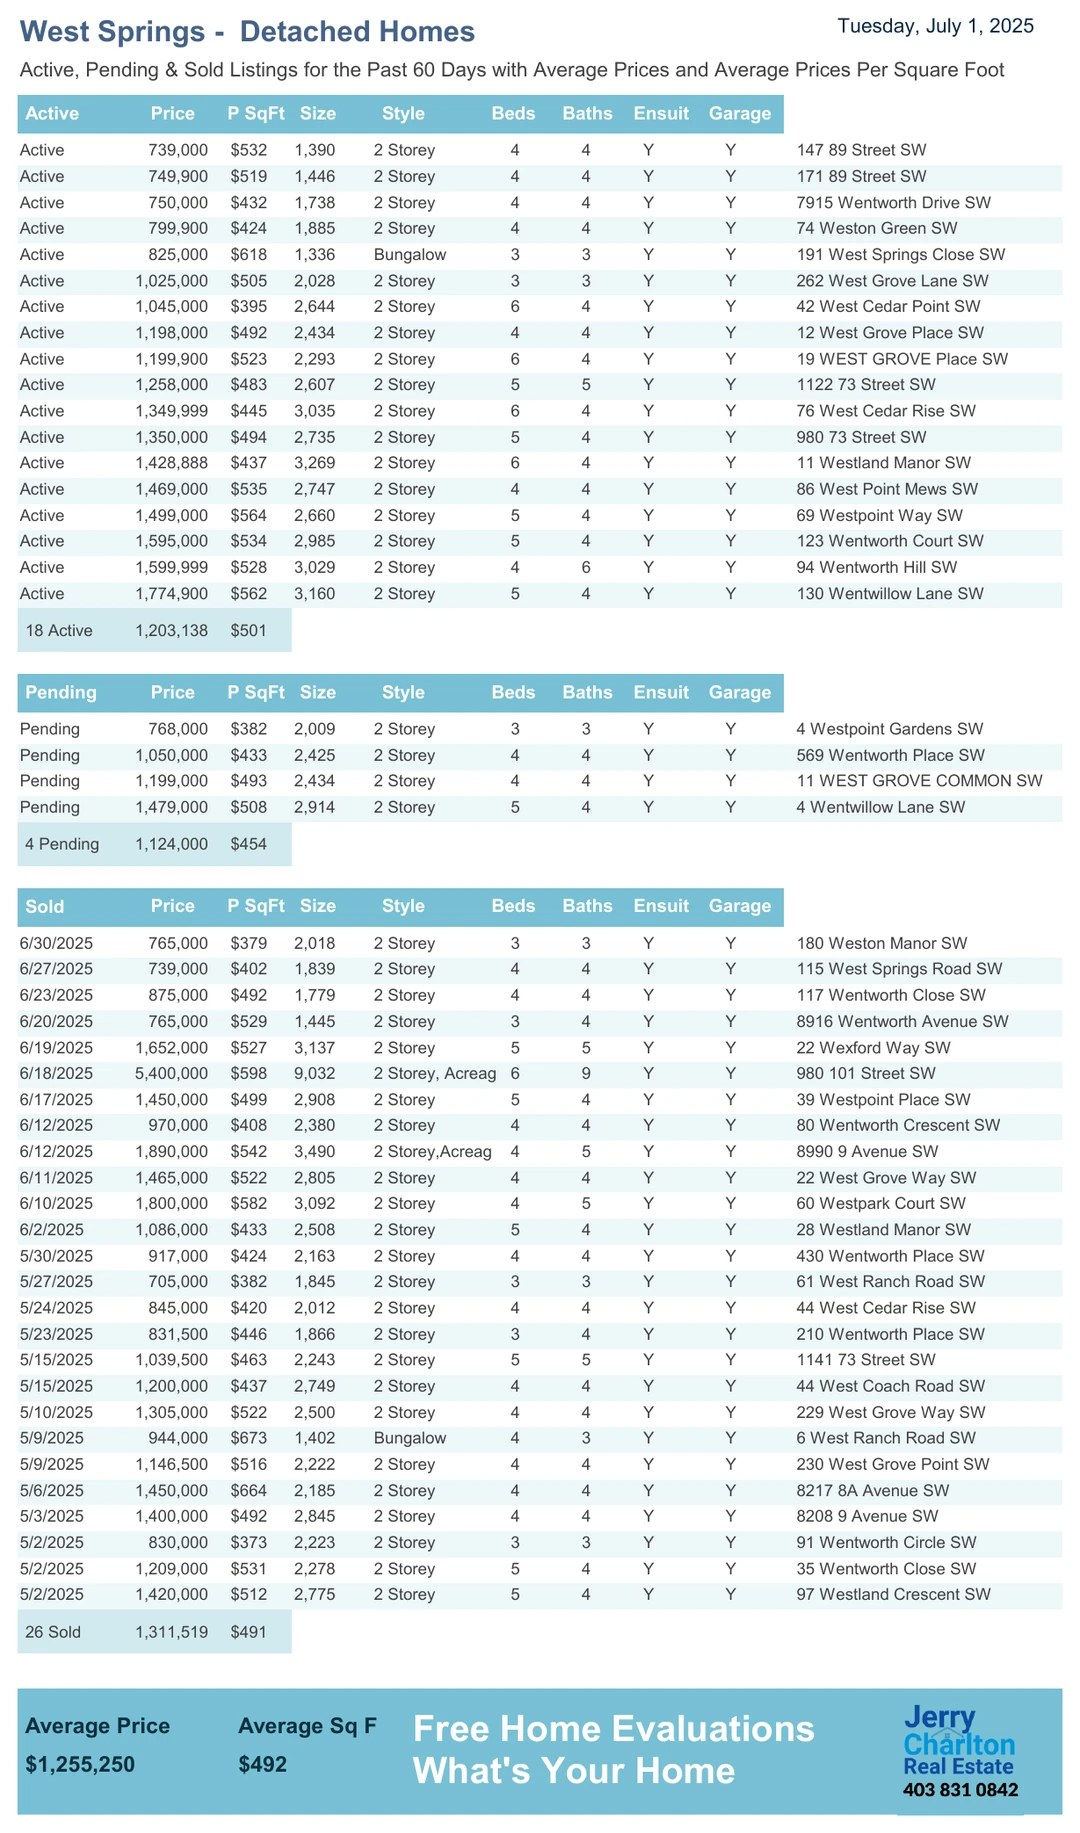 West Springs - Detached Homes Tuesday, July 1, 2025
Active, Pending & Sold Listings for the Past 60 Days with Average Prices and Average Prices Per Square Foot
Active Price P SqFt Size Style Beds Baths Ensuit Garage
Active 739,000 $532 1,390 2 Storey 4 4 Y Y 147 89 Street SW
Active 749,900 $519 1,446 2 Storey 4 4 Y Y 171 89 Street SW
Active 750,000 $432 1,738 2 Storey 4 4 Y Y 7915 Wentworth Drive SW
Active 799,900 $424 1,885 2 Storey 4 4 Y Y 74 Weston Green SW
Active 825,000 $618 1,336 Bungalow 3 3 Y Y 191 West Springs Close SW
Active 1,025,000 $505 2,028 2 Storey 3 3 Y Y 262 West Grove Lane SW
Active 1,045,000 $395 2,644 2 Storey 6 4 Y Y 42 West Cedar Point SW
Active 1,198,000 $492 2,434 2 Storey 4 4 Y Y 12 West Grove Place SW
Active 1,199,900 $523 2,293 2 Storey 6 4 Y Y 19 WEST GROVE Place SW
Active 1,258,000 $483 2,607 2 Storey 5 5 Y Y 1122 73 Street SW
Active 1,349,999 $445 3,035 2 Storey 6 4 Y Y 76 West Cedar Rise SW
Active 1,350,000 $494 2,735 2 Storey 5 4 Y Y 980 73 Street SW
Active 1,428,888 $437 3,269 2 Storey 6 4 Y Y 11 Westland Manor SW
Active 1,469,000 $535 2,747 2 Storey 4 4 Y Y 86 West Point Mews SW
Active 1,499,000 $564 2,660 2 Storey 5 4 Y Y 69 Westpoint Way SW
Active 1,595,000 $534 2,985 2 Storey 5 4 Y Y 123 Wentworth Court SW
Active 1,599,999 $528 3,029 2 Storey 4 6 Y Y 94 Wentworth Hill SW
Active 1,774,900 $562 3,160 2 Storey 5 4 Y Y 130 Wentwillow Lane SW
18 Active 1,203,138 $501
Pending Price P SqFt Size Style Beds Baths Ensuit Garage
Pending 768,000 $382 2,009 2 Storey 3 3 Y Y 4 Westpoint Gardens SW
Pending 1,050,000 $433 2,425 2 Storey 4 4 Y Y 569 Wentworth Place SW
Pending 1,199,000 $493 2,434 2 Storey 4 4 Y Y 11 WEST GROVE COMMON SW
Pending 1,479,000 $508 2,914 2 Storey 5 4 Y Y 4 Wentwillow Lane SW
4 Pending 1,124,000 $454
Sold Price P SqFt Size Style Beds Baths Ensuit Garage
6/30/2025 765,000 $379 2,018 2 Storey 3 3 Y Y 180 Weston Manor SW
6/27/2025 739,000 $402 1,839 2 Storey 4 4 Y Y 115 West Springs Road SW
6/23/2025 875,000 $492 1,779 2 Storey 4 4 Y Y 117 Wentworth Close SW
6/20/2025 765,000 $529 1,445 2 Storey 3 4 Y Y 8916 Wentworth Avenue SW
6/19/2025 1,652,000 $527 3,137 2 Storey 5 5 Y Y 22 Wexford Way SW
6/18/2025 5,400,000 $598 9,032 2 Storey, Acreag 6 9 Y Y 980 101 Street SW
6/17/2025 1,450,000 $499 2,908 2 Storey 5 4 Y Y 39 Westpoint Place SW
6/12/2025 970,000 $408 2,380 2 Storey 4 4 Y Y 80 Wentworth Crescent SW
6/12/2025 1,890,000 $542 3,490 2 Storey,Acreag 4 5 Y Y 8990 9 Avenue SW
6/11/2025 1,465,000 $522 2,805 2 Storey 4 4 Y Y 22 West Grove Way SW
6/10/2025 1,800,000 $582 3,092 2 Storey 4 5 Y Y 60 Westpark Court SW
6/2/2025 1,086,000 $433 2,508 2 Storey 5 4 Y Y 28 Westland Manor SW
5/30/2025 917,000 $424 2,163 2 Storey 4 4 Y Y 430 Wentworth Place SW
5/27/2025 705,000 $382 1,845 2 Storey 3 3 Y Y 61 West Ranch Road SW
5/24/2025 845,000 $420 2,012 2 Storey 4 4 Y Y 44 West Cedar Rise SW
5/23/2025 831,500 $446 1,866 2 Storey 3 4 Y Y 210 Wentworth Place SW
5/15/2025 1,039,500 $463 2,243 2 Storey 5 5 Y Y 1141 73 Street SW
5/15/2025 1,200,000 $437 2,749 2 Storey 4 4 Y Y 44 West Coach Road SW
5/10/2025 1,305,000 $522 2,500 2 Storey 4 4 Y Y 229 West Grove Way SW
5/9/2025 944,000 $673 1,402 Bungalow 4 3 Y Y 6 West Ranch Road SW
5/9/2025 1,146,500 $516 2,222 2 Storey 4 4 Y Y 230 West Grove Point SW
5/6/2025 1,450,000 $664 2,185 2 Storey 4 4 Y Y 8217 8A Avenue SW
5/3/2025 1,400,000 $492 2,845 2 Storey 4 4 Y Y 8208 9 Avenue SW
5/2/2025 830,000 $373 2,223 2 Storey 3 3 Y Y 91 Wentworth Circle SW
5/2/2025 1,209,000 $531 2,278 2 Storey 5 4 Y Y 35 Wentworth Close SW
5/2/2025 1,420,000 $512 2,775 2 Storey 5 4 Y Y 97 Westland Crescent SW
26 Sold 1,311,519 $491
Average Price Average Sq F
$1,255,250 $492
Free Home Evaluations
What's Your Home
Jerry
Charlton
Real Estate
403 831 0842